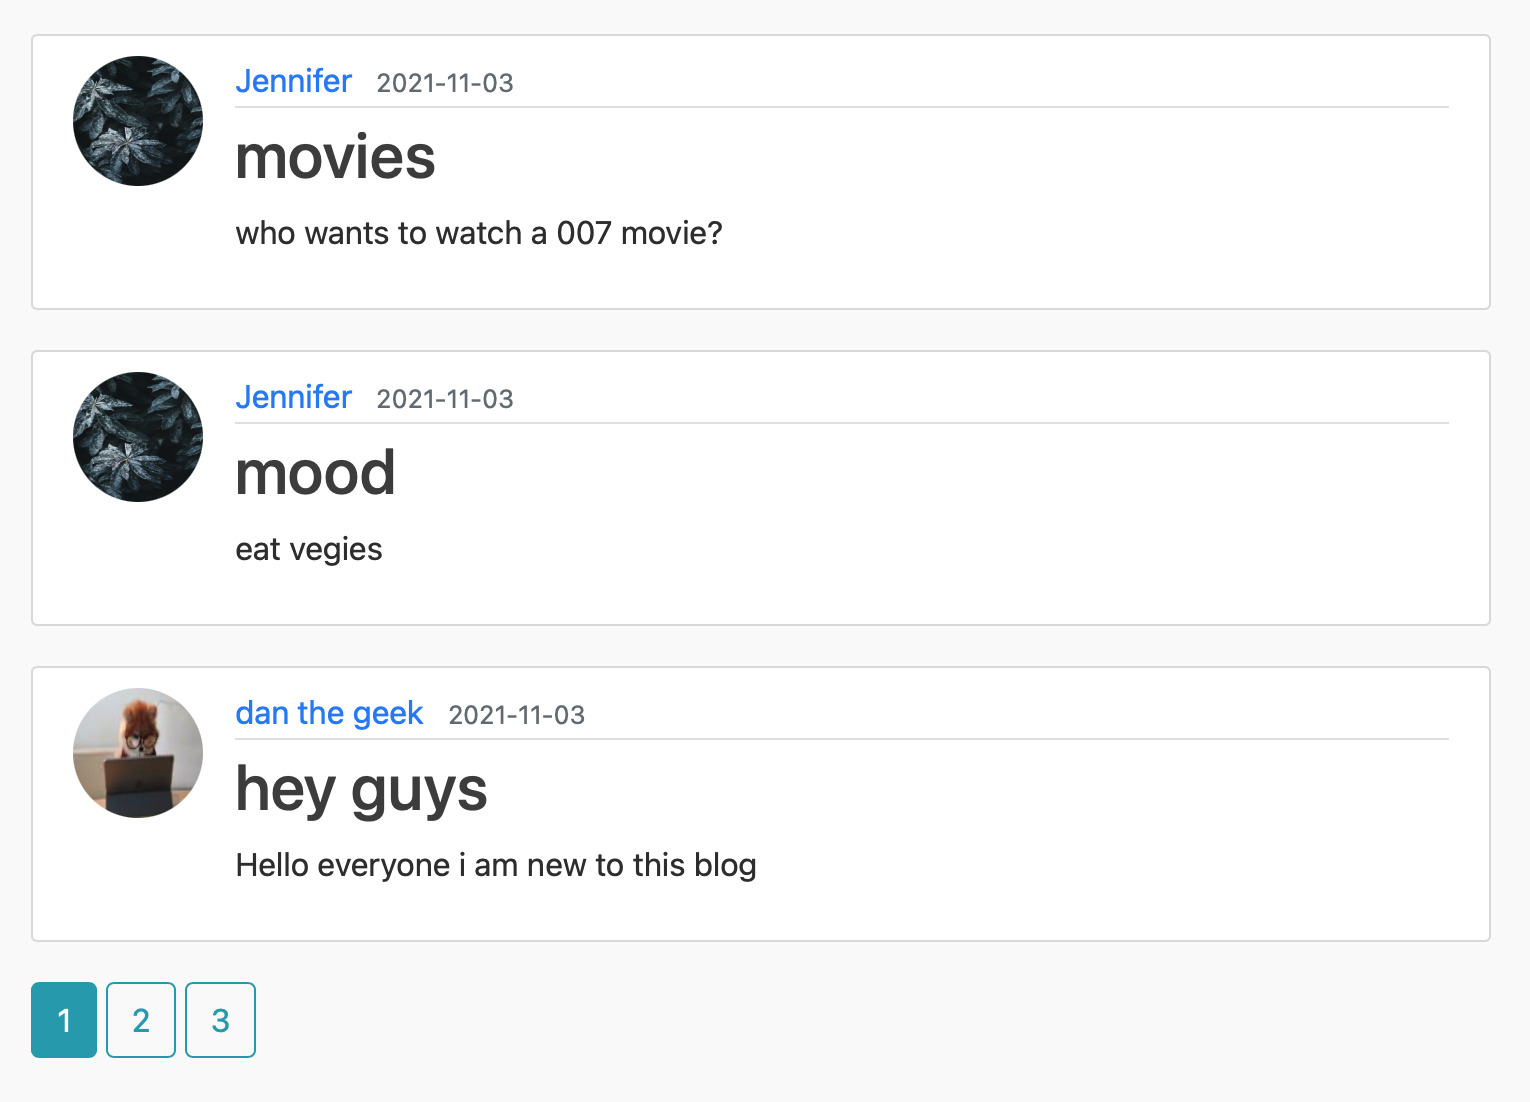 Jennifer 2021-11-03
movies
who wants to watch a 007 movie?
Jennifer 2021-11-03
mood
eat vegies
dan the geek 2021-11-03
hey guys
Hello everyone i am new to this blog
1 2 3